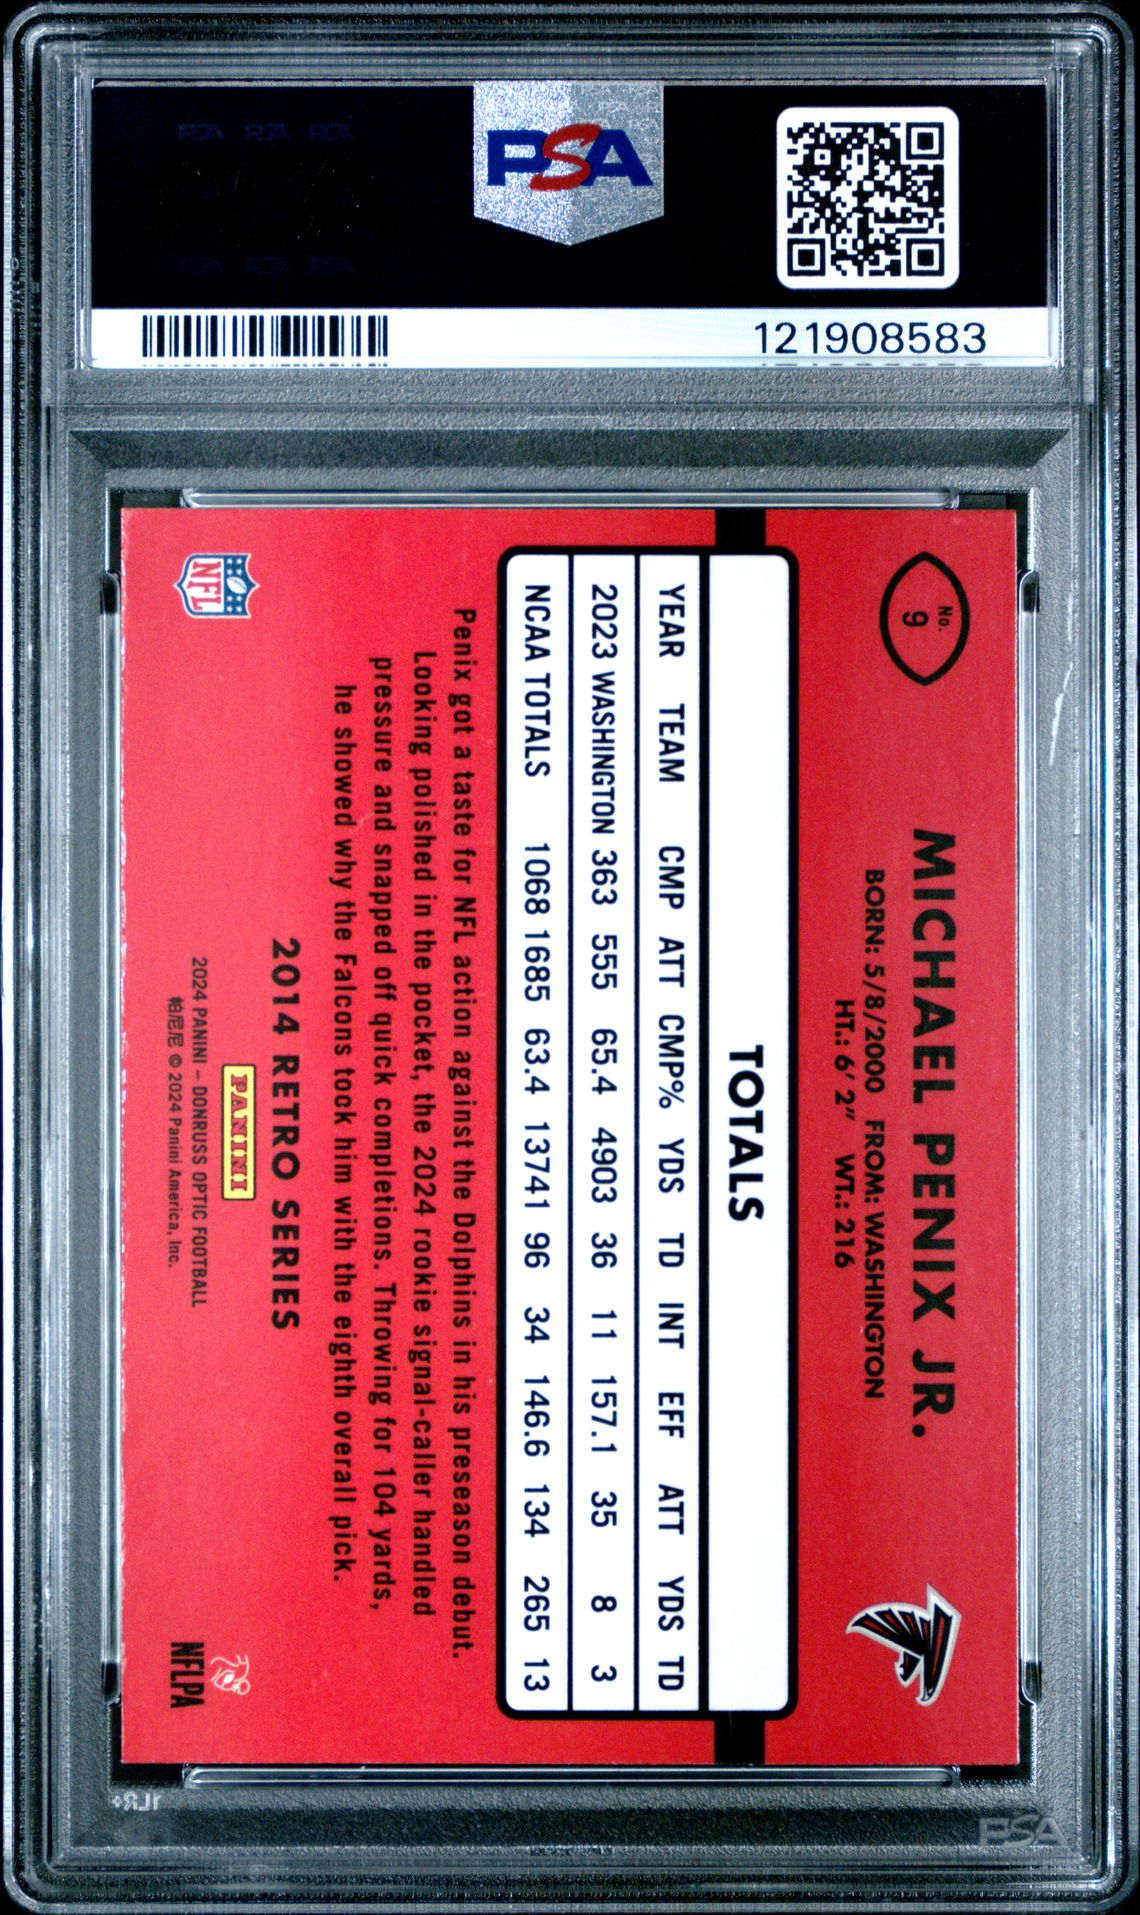 PSA
121908583
No.
9
MICHAEL PENIX JR.
BORN: 5/8/2000 FROM: WASHINGTON
HT.: 6' 2" WT.: 216
TOTALS
YEAR TEAM CMP ATT CMP% YDS TD INT EFF ATT YDS TD
2023 WASHINGTON 363 555 65.4 4903 36 11 157.1 35 8 3
NCAA TOTALS 1068 1685 63.4 13741 96 34 146.6 134 265 13
Penix got a taste for NFL action against the Dolphins in his preseason debut.
Looking polished in the pocket, the 2024 rookie signal-caller handled
pressure and snapped off quick completions. Throwing for 104 yards,
he showed why the Falcons took him with the eighth overall pick.
NFL
2014 RETRO SERIES
PANINI
2024 PANINI – DONRUSS OPTIC FOOTBALL
帕尼尼 © 2024 Panini America, Inc.
NFLPA
PSA